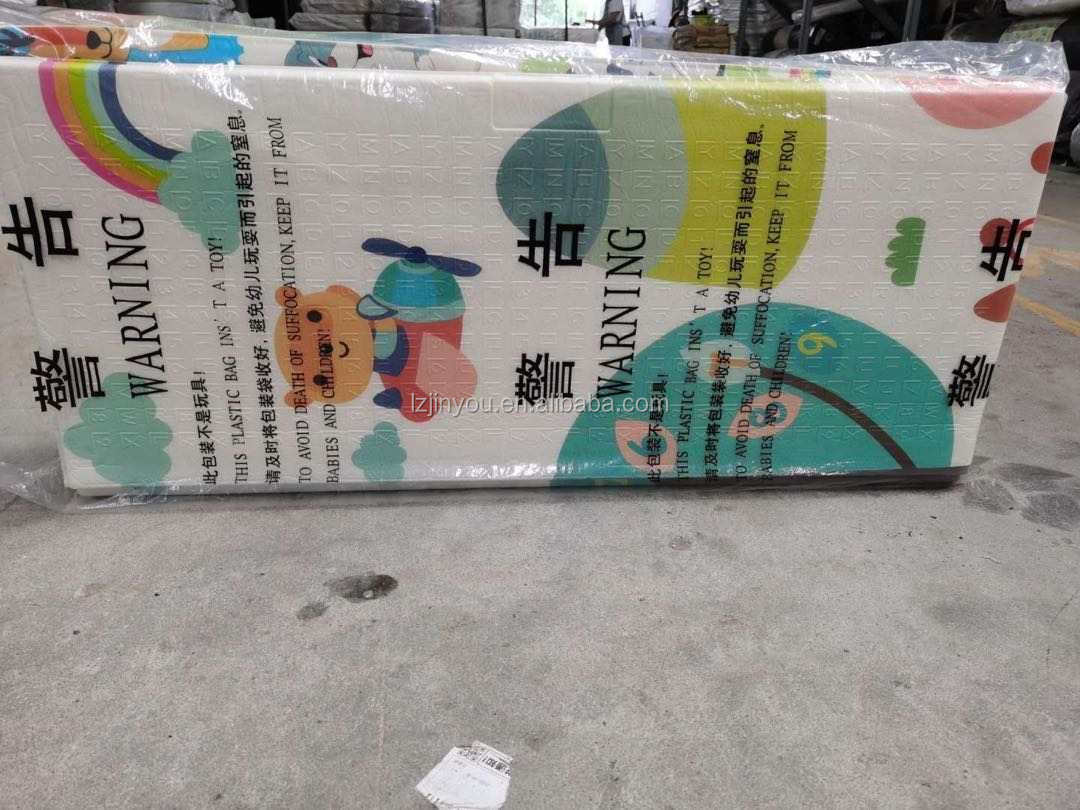 警告
WARNING
此包装不是玩具!
THIS PLASTIC BAG INS'T A TOY!
请及时将包装袋收好,避免幼儿玩耍而引起的窒息、
TO AVOID DEATH OF SUFFOCATION, KEEP IT FROM
BABIES AND CHILDREN!
警告
WARNING
此包装不是玩具!
THIS PLASTIC BAG INS'T A TOY!
请及时将包装袋收好,避免幼儿玩耍而引起的窒息、
TO AVOID DEATH OF SUFFOCATION, KEEP IT FROM
BABIES AND CHILDREN!
警告
lzjinyou.en.alibaba.com
6
8
9